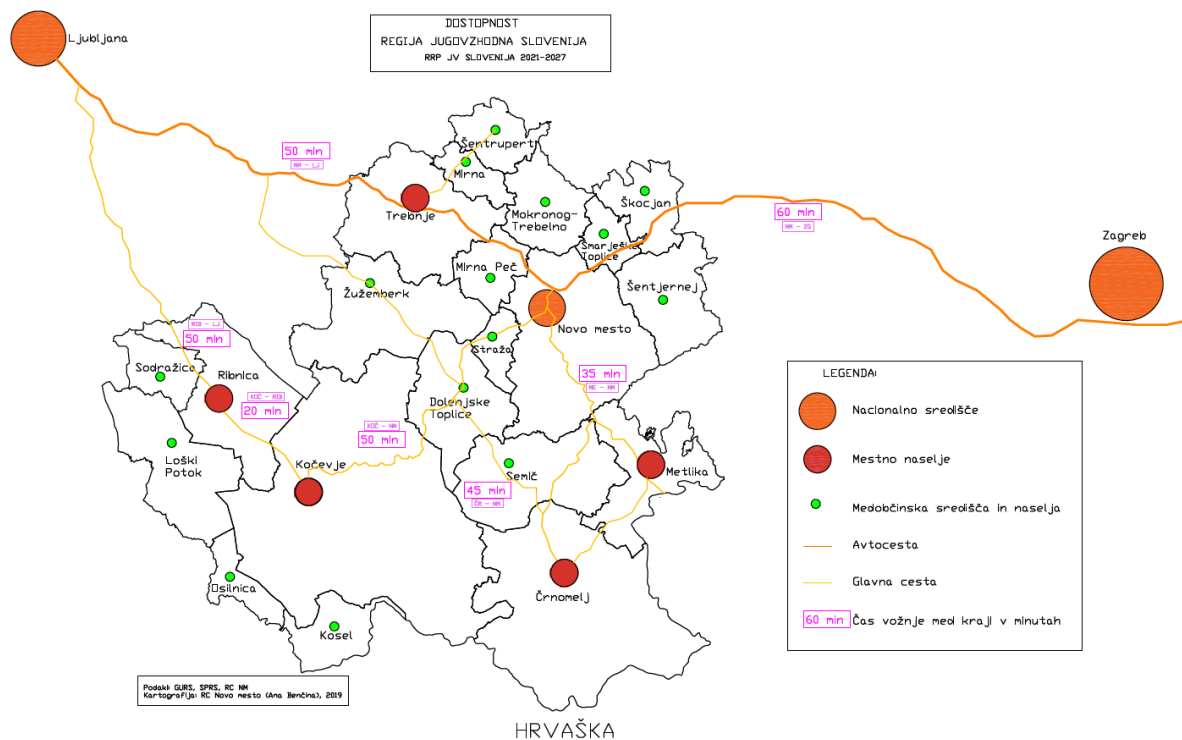 DOSTOPNOST
REGIJA JUGOVZHODNA SLOVENIJA
RRP JV SLOVENIJA 2021-2027
Ljubljana
50 min
NM - LJ
Šentrupert
Mirna
Trebnje
Mokronog-
Trebelno
Škocjan
Šmarješke
Toplice
60 min
NM - ZG
Zagreb
Mirna Peč
Žužemberk
Šentjernej
Novo mesto
Straža
RIB - LJ
50 min
Sodražica
Ribnica
KOČ - RIB
20 min
Dolenjske
Toplice
35 min
ME - NM
KOČ - NM
50 min
Loški
Potok
Kočevje
Semič
Metlika
45 min
ČR - NM
Osilnica
Črnomelj
Kosel
LEGENDA:
Nacionalno središče
Mestno naselje
Medobčinska središča in naselja
Avtocesta
Glavna cesta
60 min
Čas vožnje med kraji v minutah
Podatki: GURS, SPRS, RC NM
Kartografija: RC Novo mesto (Ana Benčina), 2019
HRVAŠKA